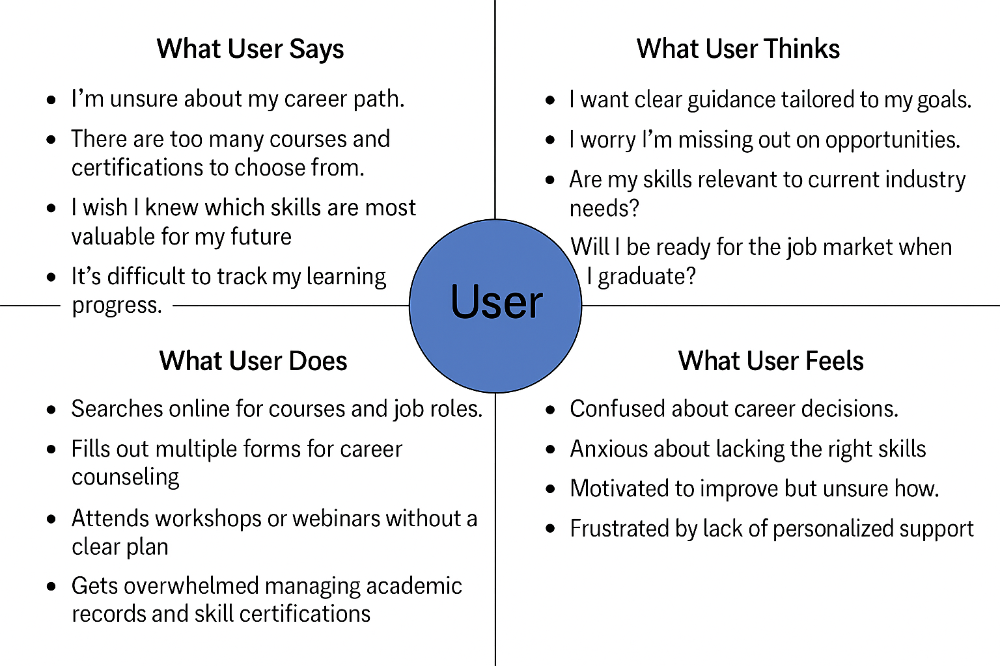 What User Says
• I’m unsure about my career path.
• There are too many courses and
certifications to choose from.
• I wish I knew which skills are most
valuable for my future
• It’s difficult to track my learning
progress.
What User Thinks
• I want clear guidance tailored to my goals.
• I worry I’m missing out on opportunities.
• Are my skills relevant to current industry
needs?
Will I be ready for the job market when
I graduate?
User
What User Does
• Searches online for courses and job roles.
• Fills out multiple forms for career
counseling
• Attends workshops or webinars without a
clear plan
• Gets overwhelmed managing academic
records and skill certifications
What User Feels
• Confused about career decisions.
• Anxious about lacking the right skills
• Motivated to improve but unsure how.
• Frustrated by lack of personalized support